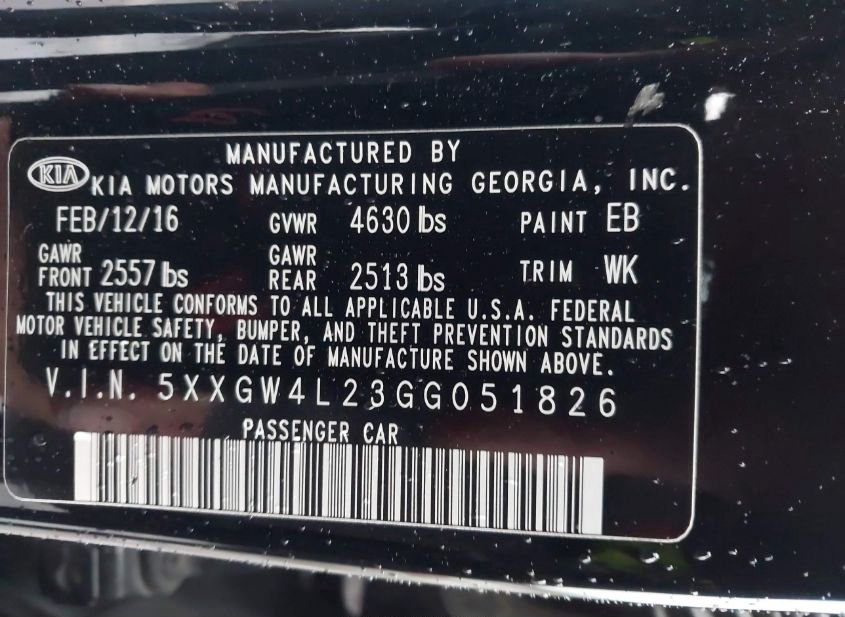 MANUFACTURED BY
KIA KIA MOTORS MANUFACTURING GEORGIA, INC.
FEB/12/16 GVWR 4630 lbs PAINT EB
GAWR FRONT 2557 lbs GAWR REAR 2513 lbs TRIM WK
THIS VEHICLE CONFORMS TO ALL APPLICABLE U.S.A. FEDERAL
MOTOR VEHICLE SAFETY, BUMPER, AND THEFT PREVENTION STANDARDS
IN EFFECT ON THE DATE OF MANUFACTURE SHOWN ABOVE.
V.I.N. 5XXGW4L23GG051826
PASSENGER CAR